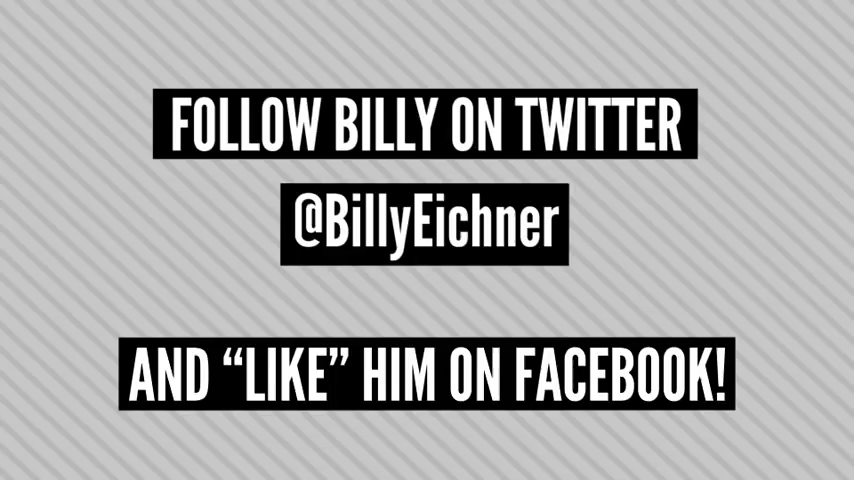 FOLLOW BILLY ON TWITTER
@BillyEichner
AND “LIKE” HIM ON FACEBOOK!